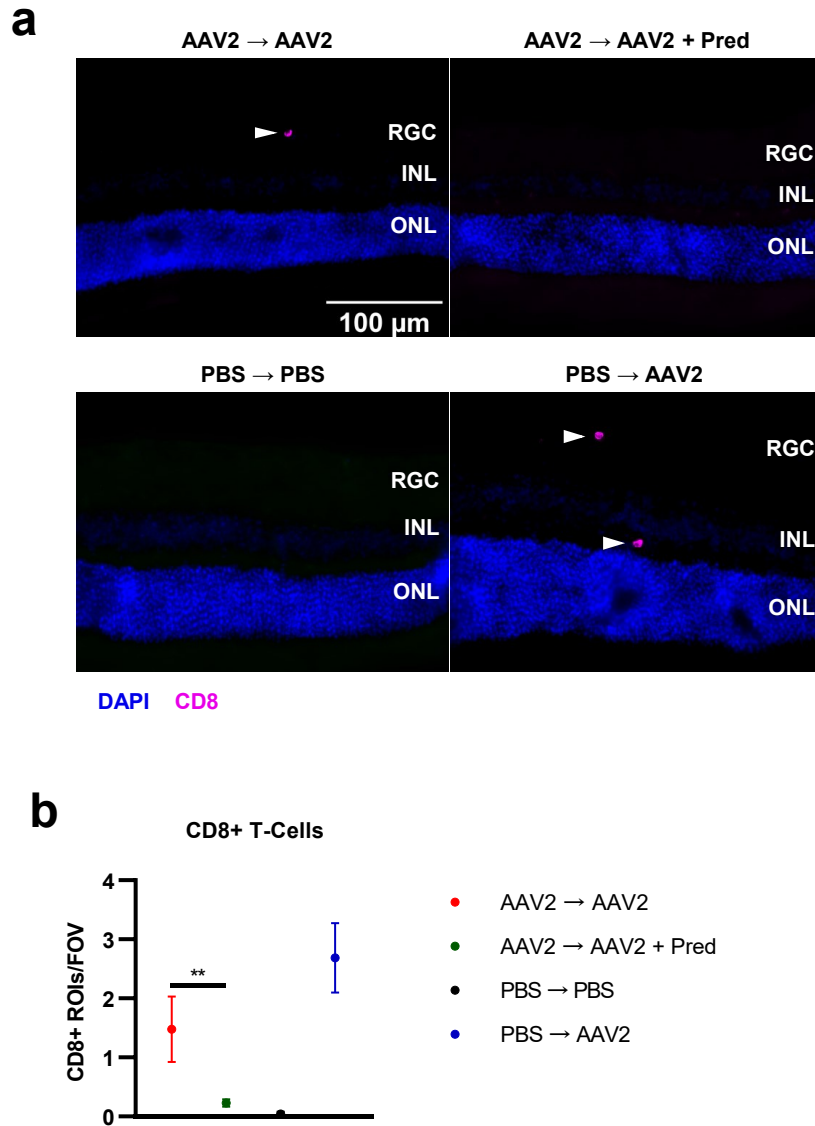 a
AAV2 → AAV2
AAV2 → AAV2 + Pred
RGC
INL
ONL
100 µm
RGC
INL
ONL
PBS → PBS
PBS → AAV2
RGC
INL
ONL
RGC
INL
ONL
DAPI CD8
b
CD8+ T-Cells
CD8+ ROIs/FOV
4
3
2
1
0
**
AAV2 → AAV2
AAV2 → AAV2 + Pred
PBS → PBS
PBS → AAV2